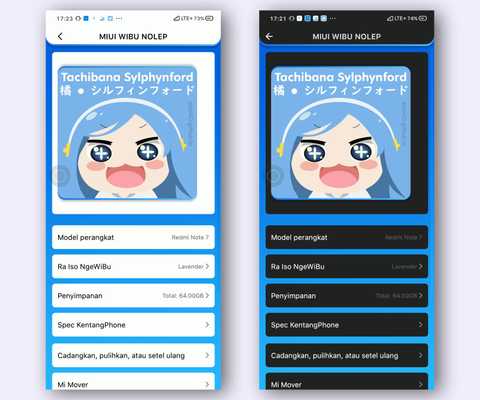 17:23
LTE+ 73%
MIUI WIBU NOLEP
Tachibana Sylphynford
橘 • シルフィンフォード
Model perangkat
Redmi Note 7
Ra Iso NgeWiBu
Lavender
Penyimpanan
Total: 64.00GB
Spec KentangPhone
Cadangkan, pulihkan, atau setel ulang
Mi Mover
17:21
LTE+ 74%
MIUI WIBU NOLEP
Tachibana Sylphynford
橘 • シルフィンフォード
Model perangkat
Redmi Note 7
Ra Iso NgeWiBu
Lavender
Penyimpanan
Total: 64.00GB
Spec KentangPhone
Cadangkan, pulihkan, atau setel ulang
Mi Mover